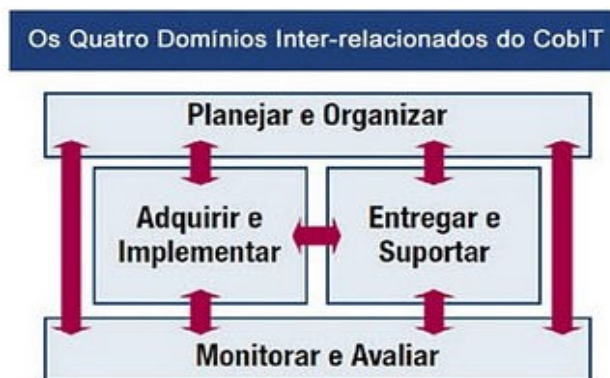 Os Quatro Domínios Inter-relacionados do CobIT
Planejar e Organizar
Adquirir e
Implementar
Entregar e
Suportar
Monitorar e Avaliar